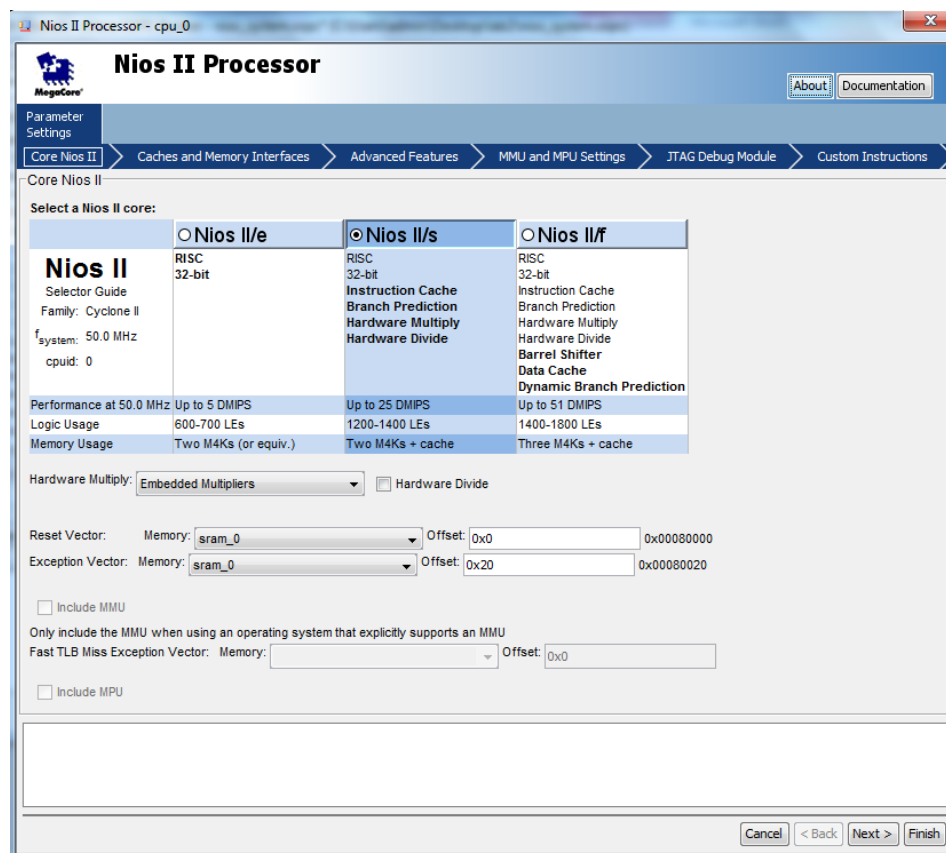 Nios II Processor - cpu_0
MegaCore®
Nios II Processor
About Documentation
Parameter
Settings
Core Nios II Caches and Memory Interfaces Advanced Features MMU and MPU Settings JTAG Debug Module Custom Instructions
Core Nios II
Select a Nios II core:
Nios II/e Nios II/s Nios II/f
Nios II
Selector Guide
Family: Cyclone II
fsystem: 50.0 MHz
cpuid: 0
RISC
32-bit
RISC
32-bit
Instruction Cache
Branch Prediction
Hardware Multiply
Hardware Divide
RISC
32-bit
Instruction Cache
Branch Prediction
Hardware Multiply
Hardware Divide
Barrel Shifter
Data Cache
Dynamic Branch Prediction
Performance at 50.0 MHz Up to 5 DMIPS Up to 25 DMIPS Up to 51 DMIPS
Logic Usage 600-700 LEs 1200-1400 LEs 1400-1800 LEs
Memory Usage Two M4Ks (or equiv.) Two M4Ks + cache Three M4Ks + cache
Hardware Multiply: Embedded Multipliers Hardware Divide
Reset Vector: Memory: sram_0 Offset: 0x0 0x00080000
Exception Vector: Memory: sram_0 Offset: 0x20 0x00080020
Include MMU
Only include the MMU when using an operating system that explicitly supports an MMU
Fast TLB Miss Exception Vector: Memory: Offset: 0x0
Include MPU
Cancel < Back Next > Finish